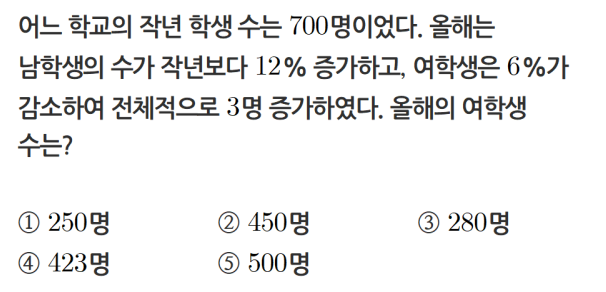 어느 학교의 작년 학생 수는 700명이었다. 올해는
남학생의 수가 작년보다 12% 증가하고, 여학생은 6%가
감소하여 전체적으로 3명 증가하였다. 올해의 여학생
수는?
① 250명 ② 450명 ③ 280명
④ 423명 ⑤ 500명